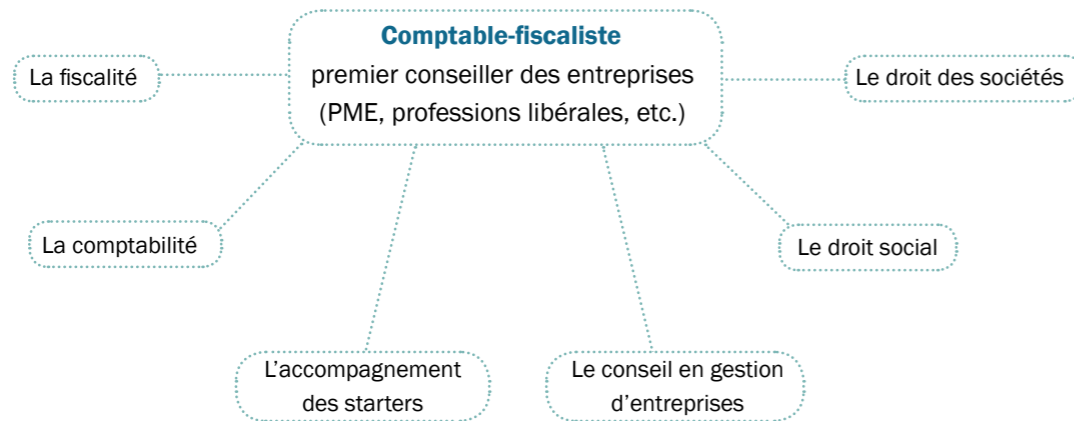 Comptable-fiscaliste
premier conseiller des entreprises
(PME, professions libérales, etc.)
La fiscalité
Le droit des sociétés
La comptabilité
Le droit social
L’accompagnement
des starters
Le conseil en gestion
d’entreprises